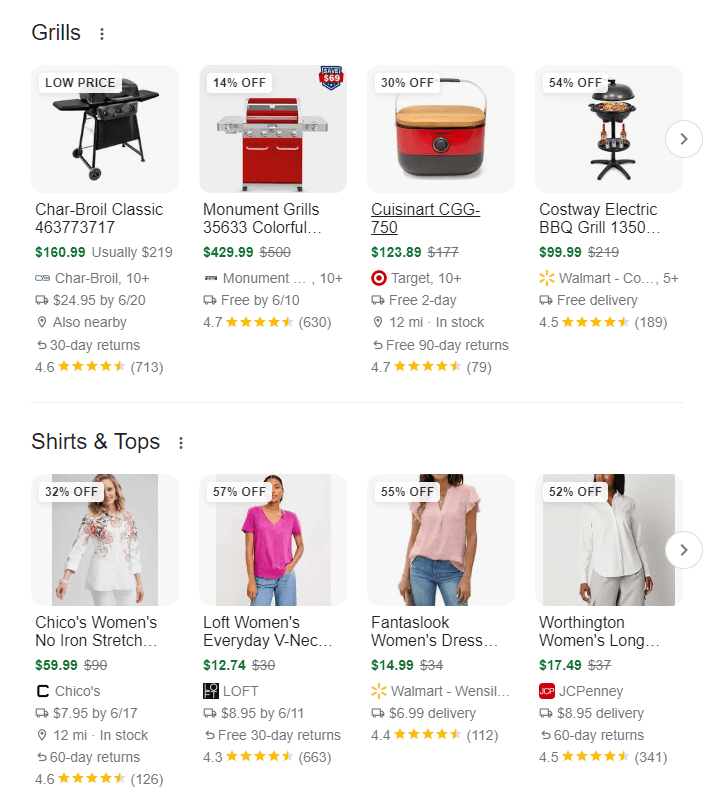 Grills
LOW PRICE
14% OFF
SAVE $69
30% OFF
54% OFF
Char-Broil Classic
463773717
$160.99 Usually $219
Char-Broil, 10+
$24.95 by 6/20
Also nearby
30-day returns
4.6 (713)
Monument Grills
35633 Colorful...
$429.99 $500
Monument ... , 10+
Free by 6/10
4.7 (630)
Cuisinart CGG-
750
$123.89 $177
Target, 10+
Free 2-day
12 mi · In stock
Free 90-day returns
4.7 (79)
Costway Electric
BBQ Grill 1350...
$99.99 $219
Walmart - Co..., 5+
Free delivery
4.5 (189)
Shirts & Tops
32% OFF
57% OFF
55% OFF
52% OFF
Chico's Women's
No Iron Stretch...
$59.99 $90
Chico's
$7.95 by 6/17
12 mi · In stock
60-day returns
4.6 (126)
Loft Women's
Everyday V-Nec...
$12.74 $30
LOFT
LOFT
$8.95 by 6/11
Free 30-day returns
4.3 (663)
Fantaslook
Women's Dress...
$14.99 $34
Walmart - Wensil...
$6.99 delivery
4.4 (112)
Worthington
Women's Long...
$17.49 $37
JCP
JCPenney
$8.95 delivery
60-day returns
4.5 (341)